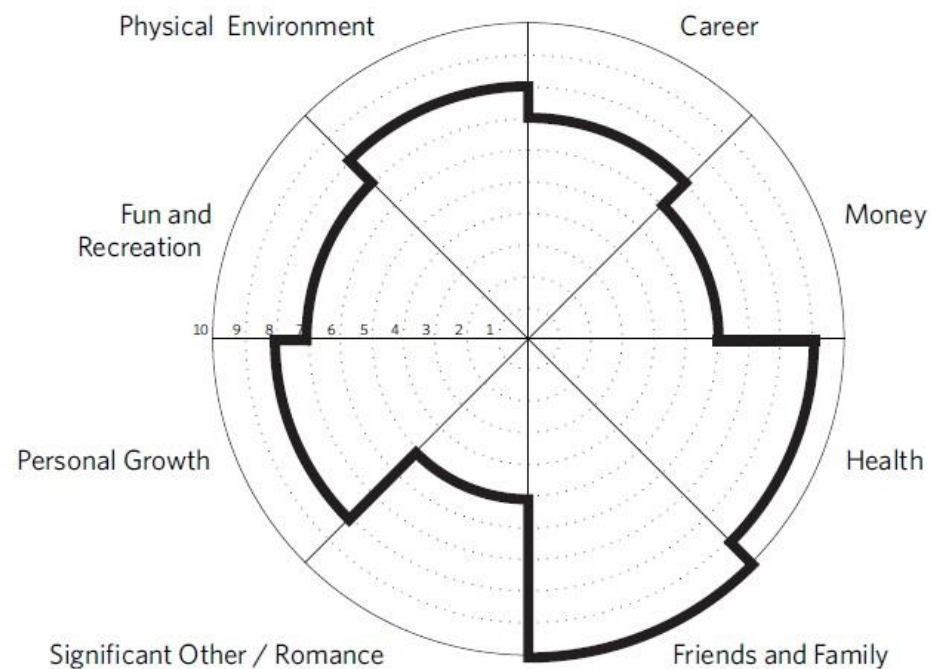 Physical Environment
Career
Fun and
Recreation
Money
10 9 8 7 6 5 4 3 2 1
Personal Growth
Health
Significant Other / Romance
Friends and Family